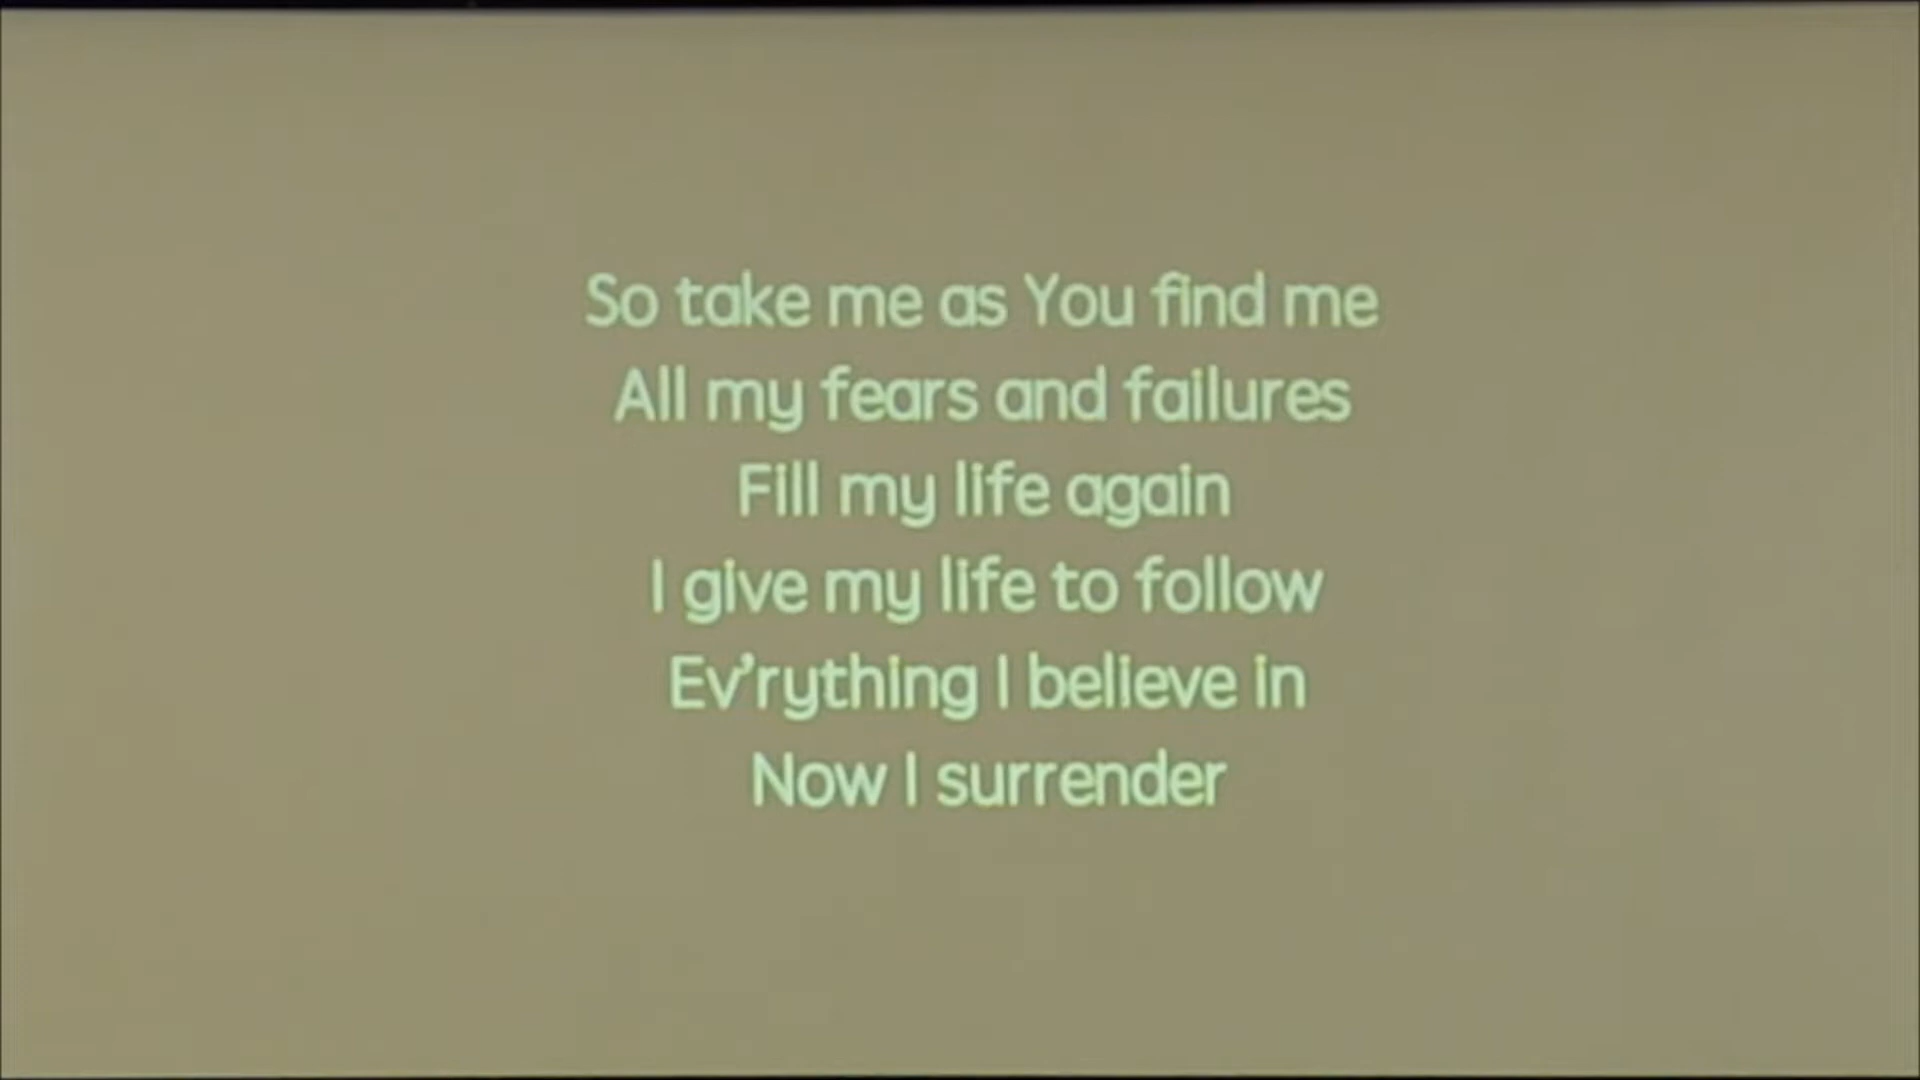 So take me as You find me
All my fears and failures
Fill my life again
I give my life to follow
Ev'rything I believe in
Now I surrender